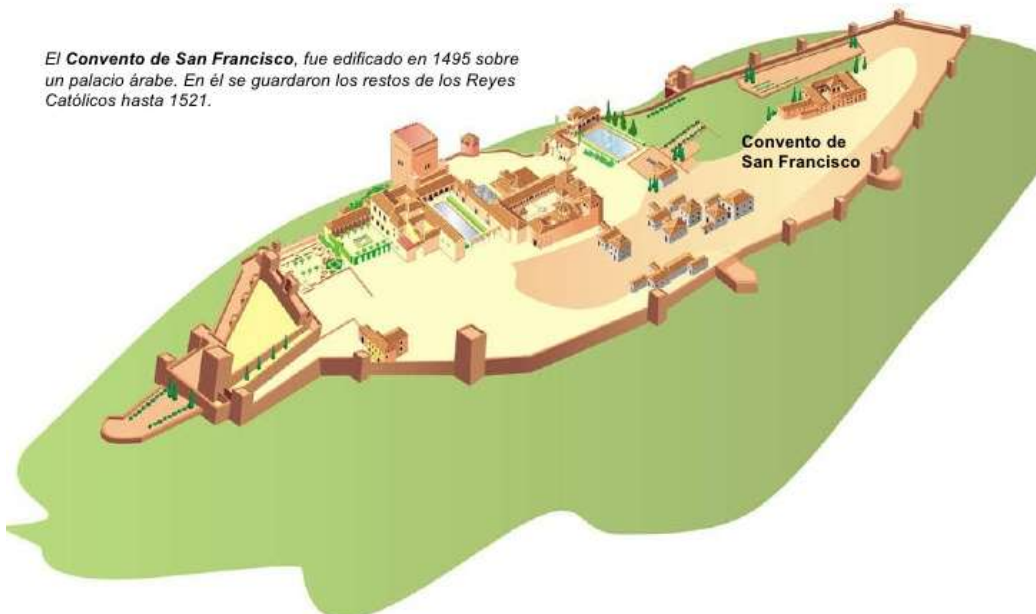 El Convento de San Francisco, fue edificado en 1495 sobre
un palacio árabe. En él se guardaron los restos de los Reyes
Católicos hasta 1521.
Convento de
San Francisco